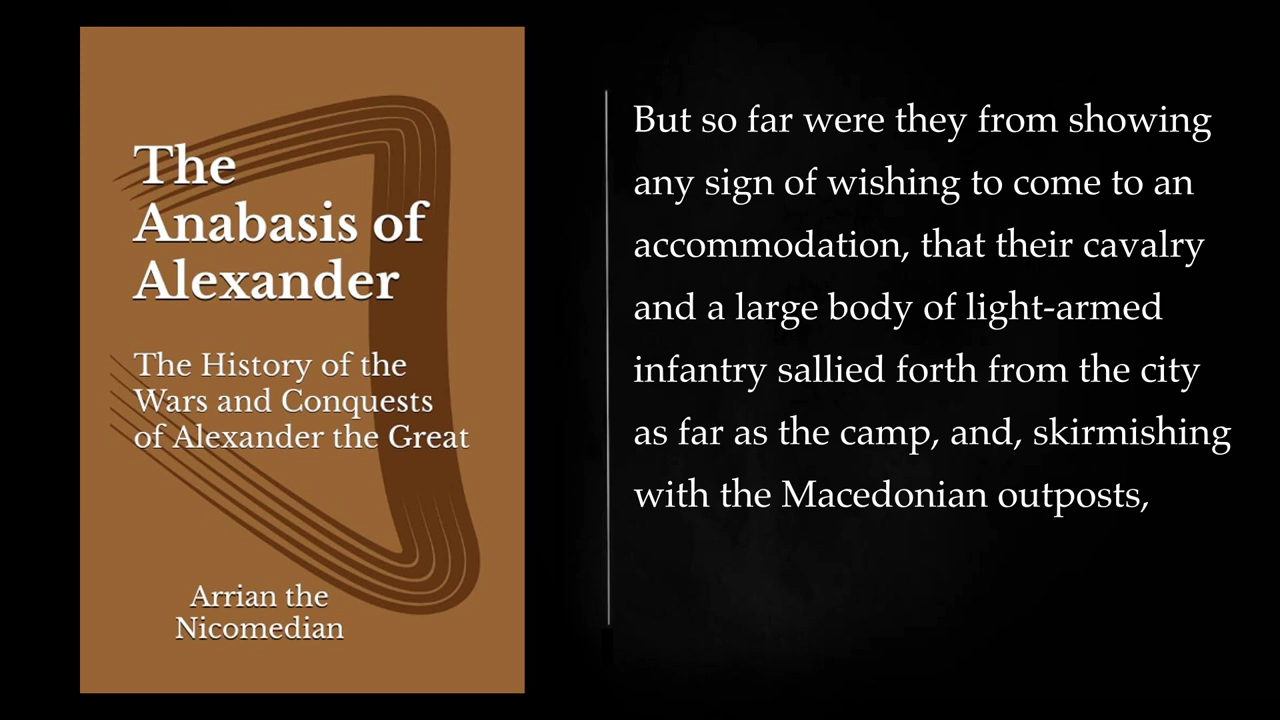 The
Anabasis of
Alexander
The History of the
Wars and Conquests
of Alexander the Great
Arrian the
Nicomedian
But so far were they from showing
any sign of wishing to come to an
accommodation, that their cavalry
and a large body of light-armed
infantry sallied forth from the city
as far as the camp, and, skirmishing
with the Macedonian outposts,